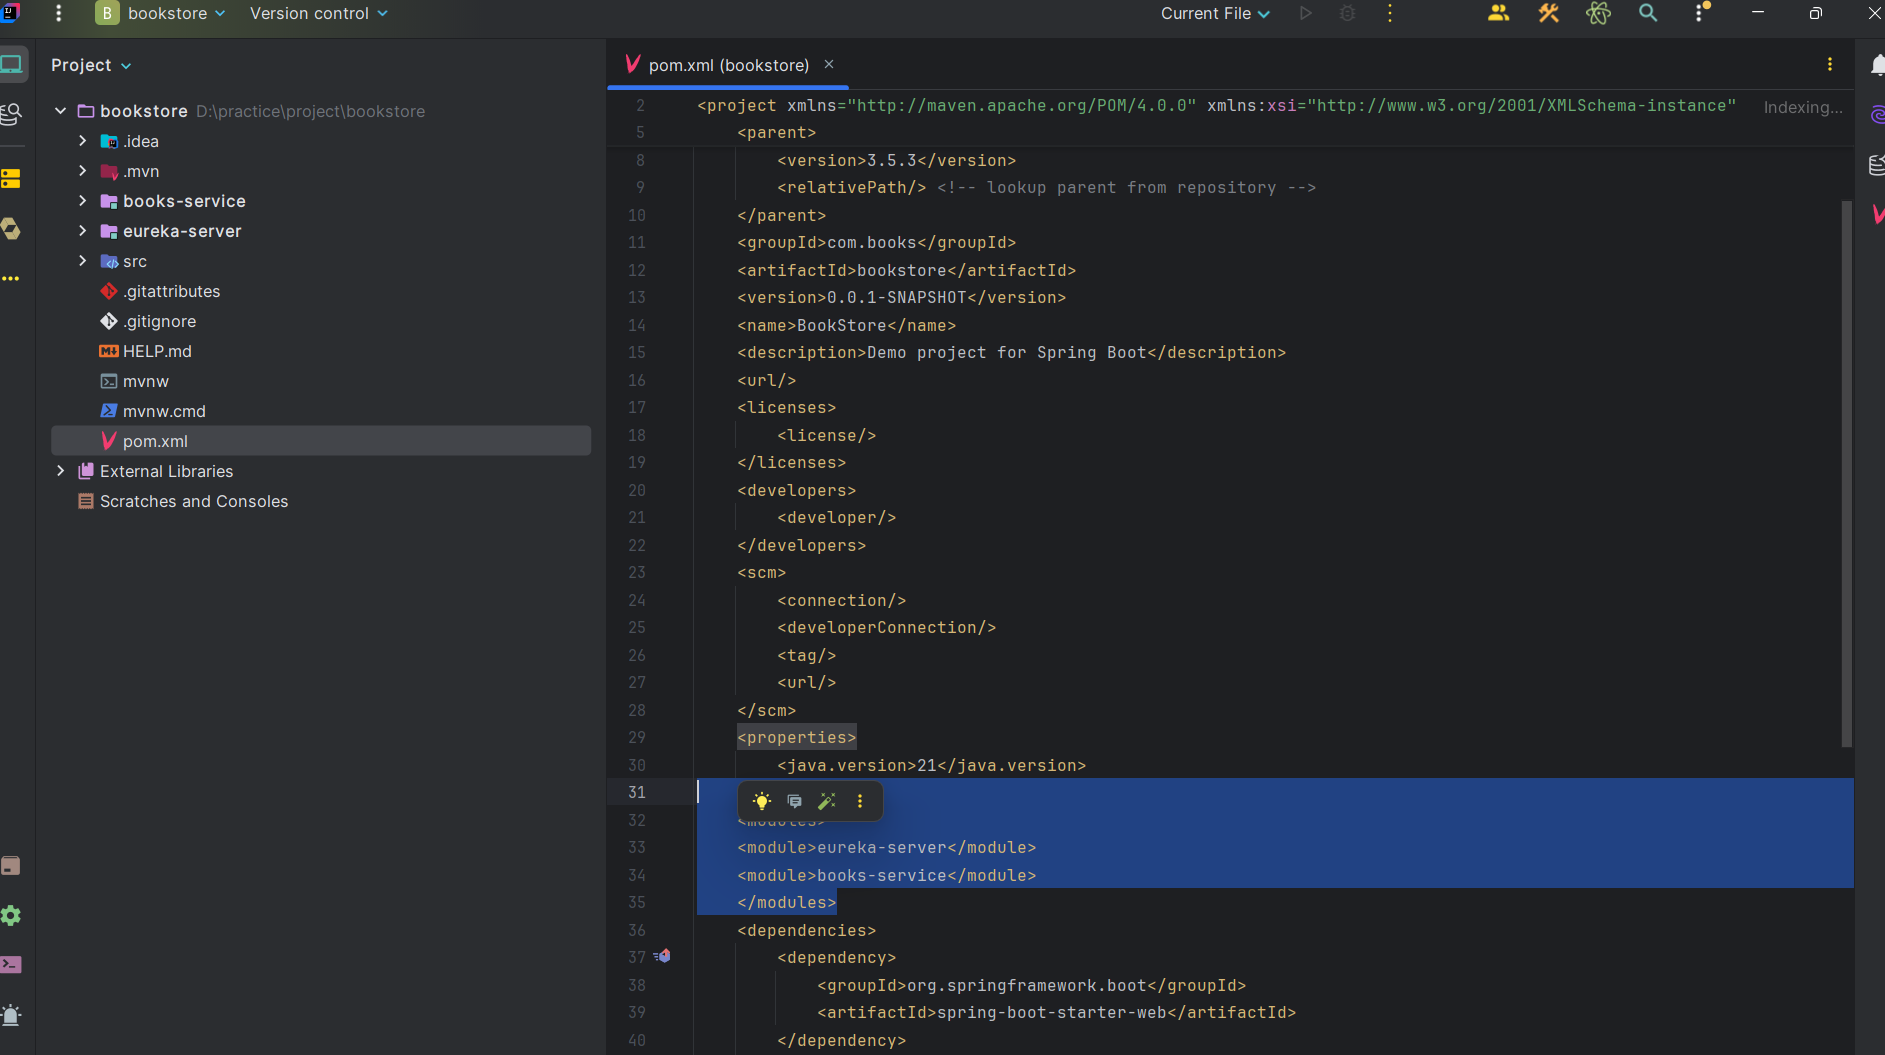 B bookstore Version control Current File
Project
bookstore D:\practice\project\bookstore
.idea
.mvn
books-service
eureka-server
src
.gitattributes
.gitignore
HELP.md
mvnw
mvnw.cmd
pom.xml
External Libraries
Scratches and Consoles
pom.xml (bookstore)
2 <project xmlns="http://maven.apache.org/POM/4.0.0" xmlns:xsi="http://www.w3.org/2001/XMLSchema-instance" Indexing...
5 <parent>
8 <version>3.5.3</version>
9 <relativePath/> <!-- lookup parent from repository -->
10 </parent>
11 <groupId>com.books</groupId>
12 <artifactId>bookstore</artifactId>
13 <version>0.0.1-SNAPSHOT</version>
14 <name>BookStore</name>
15 <description>Demo project for Spring Boot</description>
16 <url/>
17 <licenses>
18 <license/>
19 </licenses>
20 <developers>
21 <developer/>
22 </developers>
23 <scm>
24 <connection/>
25 <developerConnection/>
26 <tag/>
27 <url/>
28 </scm>
29 <properties>
30 <java.version>21</java.version>
31
32 <modules>
33 <module>eureka-server</module>
34 <module>books-service</module>
35 </modules>
36 <dependencies>
37 <dependency>
38 <groupId>org.springframework.boot</groupId>
39 <artifactId>spring-boot-starter-web</artifactId>
40 </dependency>